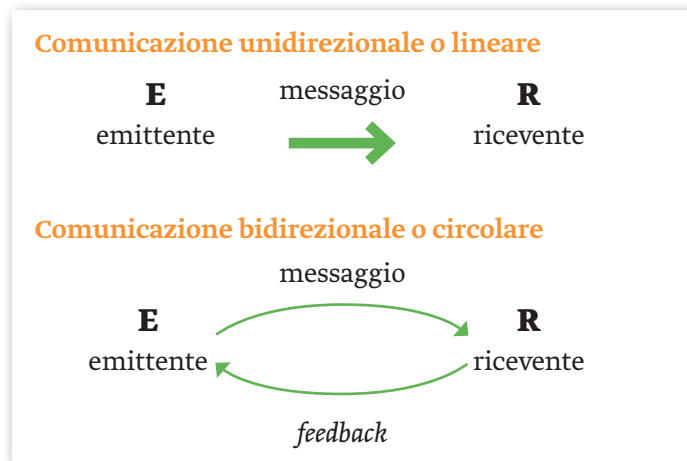 Comunicazione unidirezionale o lineare
E messaggio R
emittente ricevente
Comunicazione bidirezionale o circolare
messaggio
E R
emittente ricevente
feedback